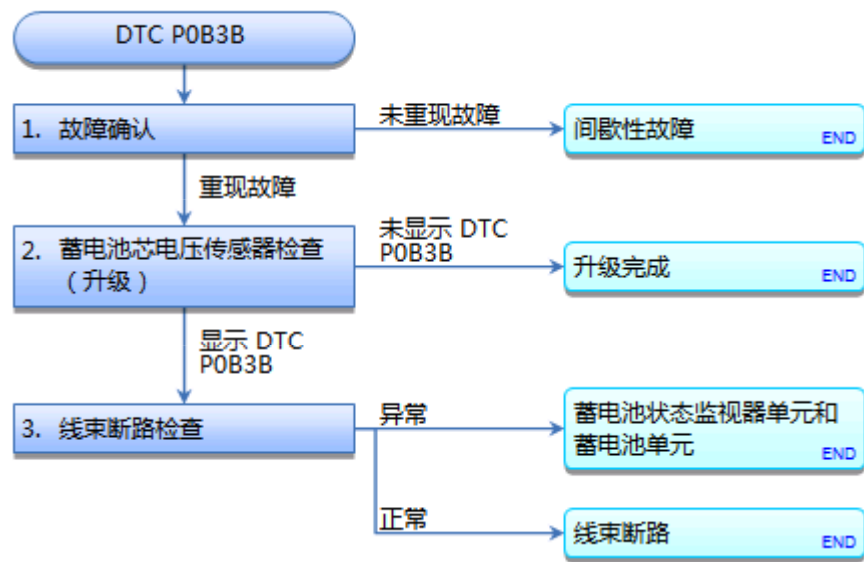 DTC P0B3B
1. 故障确认
未重现故障
间歇性故障
END
重现故障
2. 蓄电池芯电压传感器检查
（升级）
未显示 DTC
P0B3B
升级完成
END
显示 DTC
P0B3B
3. 线束断路检查
异常
蓄电池状态监视器单元和
蓄电池单元
END
正常
线束断路
END